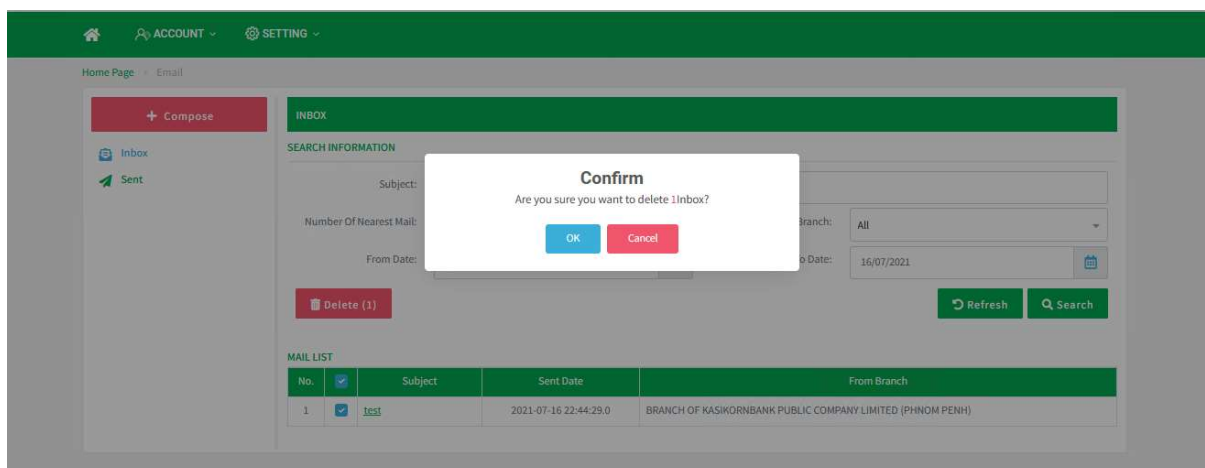 ACCOUNT SETTING
Home Page Email
+ Compose
Inbox
Sent
INBOX
SEARCH INFORMATION
Subject:
Number Of Nearest Mail: Branch: All
From Date: o Date: 16/07/2021
Confirm
Are you sure you want to delete 1Inbox?
OK Cancel
Delete (1) Refresh Search
MAIL LIST
No. Subject Sent Date From Branch
1 test 2021-07-16 22:44:29.0 BRANCH OF KASIKORNBANK PUBLIC COMPANY LIMITED (PHNOM PENH)